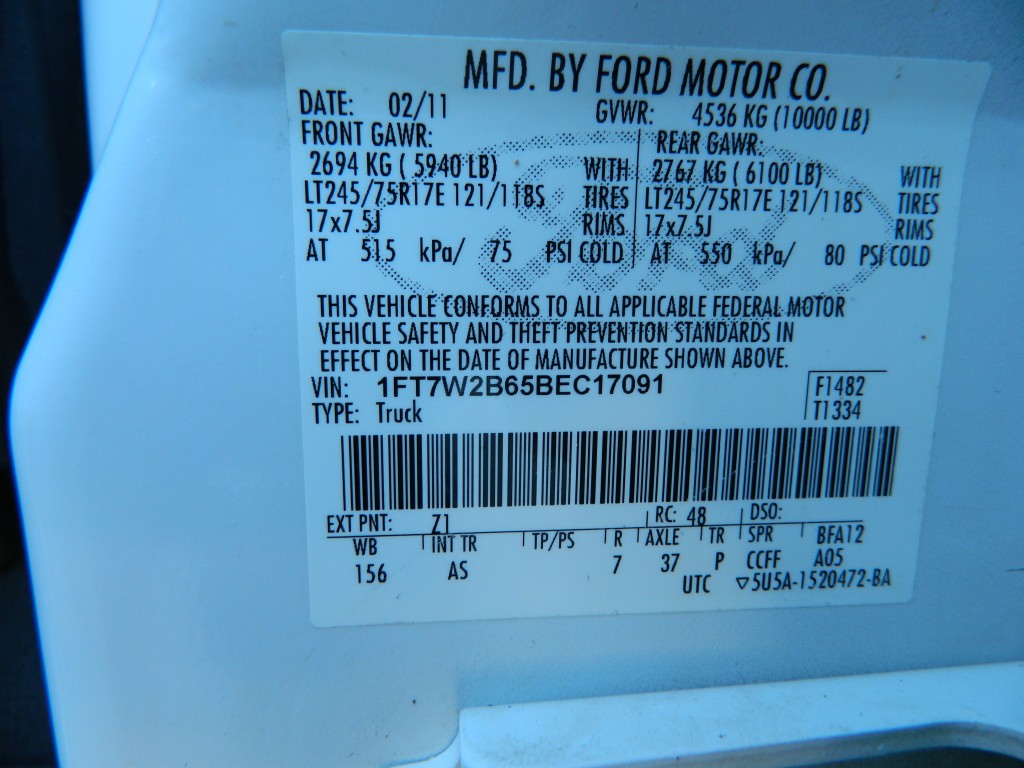 MFD. BY FORD MOTOR CO.
DATE: 02/11 GVWR: 4536 KG (10000 LB)
FRONT GAWR: REAR GAWR:
2694 KG ( 5940 LB) WITH 2767 KG ( 6100 LB) WITH
LT245/75R17E 121/118S TIRES LT245/75R17E 121/118S TIRES
17x7.5J RIMS 17x7.5J RIMS
AT 515 kPa/ 75 PSI COLD AT 550 kPa/ 80 PSI COLD
THIS VEHICLE CONFORMS TO ALL APPLICABLE FEDERAL MOTOR
VEHICLE SAFETY AND THEFT PREVENTION STANDARDS IN
EFFECT ON THE DATE OF MANUFACTURE SHOWN ABOVE.
VIN: 1FT7W2B65BEC17091 F1482
TYPE: Truck T1334
EXT PNT: Z1 RC: 48 DSO:
WB INT TR TP/PS R AXLE TR SPR BFA12
156 AS 7 37 P CCFF A05
UTC ▽5U5A-1520472-BA